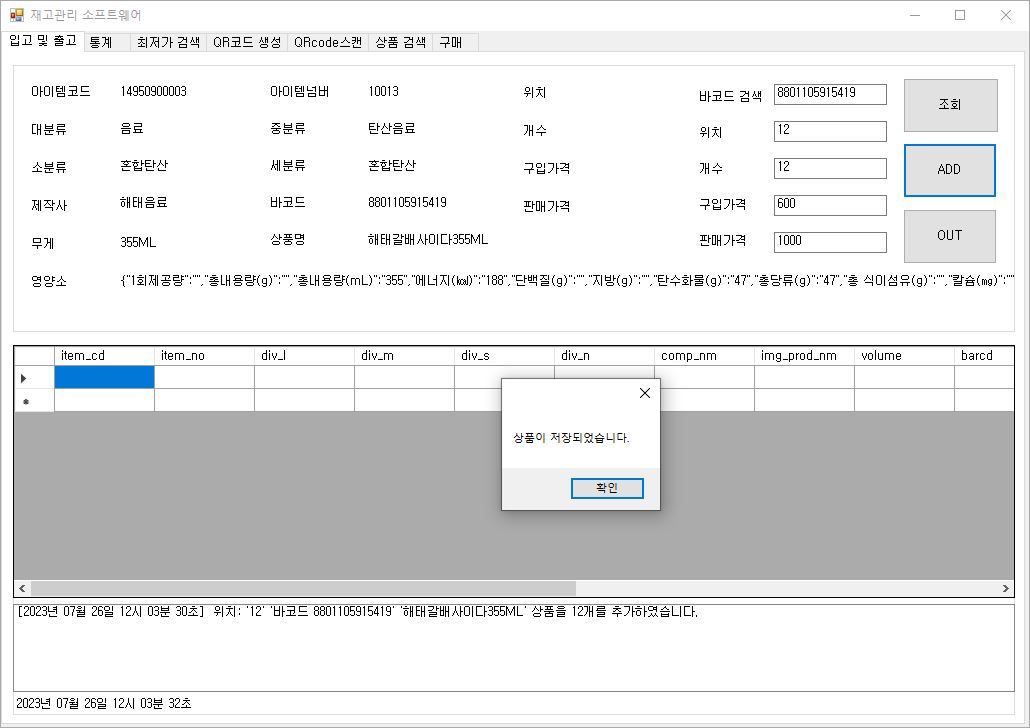 재고관리 소프트웨어
입고 및 출고 통계 최저가 검색 QR코드 생성 QRcode스캔 상품 검색 구매
아이템코드 14950900003 아이템넘버 10013 위치 바코드 검색 8801105915419 조회
대분류 음료 중분류 탄산음료 개수 위치 12
소분류 혼합탄산 세분류 혼합탄산 구입가격 개수 12 ADD
제작사 해태음료 바코드 8801105915419 판매가격 구입가격 600
무게 355ML 상품명 해태갈배사이다355ML 판매가격 1000 OUT
영양소 {"1회제공량":"","총내용량(g)":"","총내용량(mL)":"355","에너지(㎉)":"188","단백질(g)":"","지방(g)":"","탄수화물(g)":"47","총당류(g)":"47","총 식이섬유(g)":"","칼슘(㎎)":""
item_cd item_no div_l div_m div_s div_n comp_nm img_prod_nm volume barcd
상품이 저장되었습니다.
확인
[2023년 07월 26일 12시 03분 30초] 위치: '12' '바코드 8801105915419' '해태갈배사이다355ML' 상품을 12개를 추가하였습니다.
2023년 07월 26일 12시 03분 32초